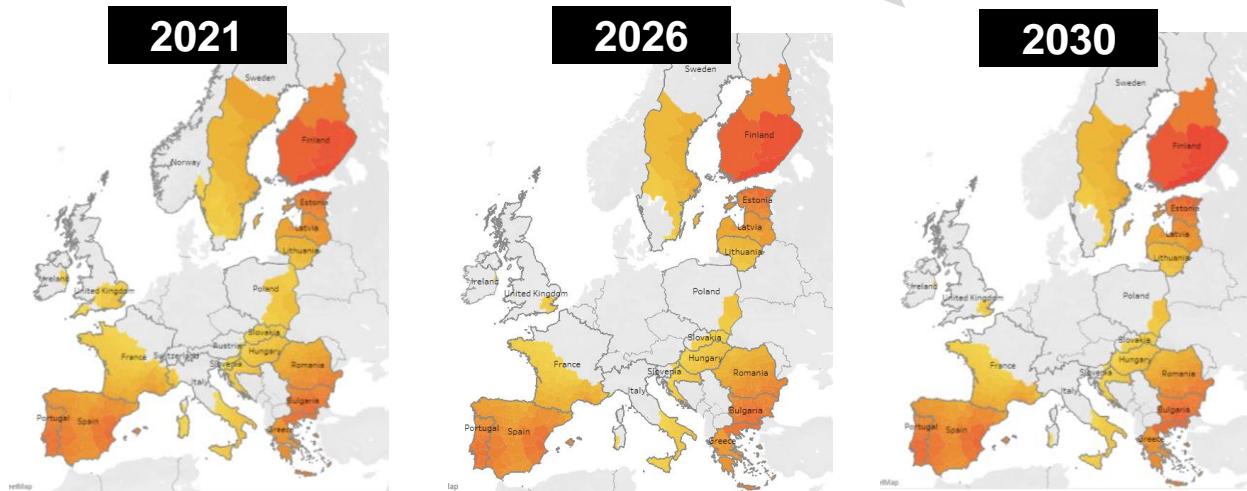 2021
Sweden
Finland
Norway
Estonia
Latvia
Lithuania
Ireland
United Kingdom
Poland
Slovakia
Austria
Hungary
France
Switzerland
Slovenia
Romania
Italy
Bulgaria
Portugal
Spain
Greece
2026
Sweden
Finland
Estonia
Latvia
Lithuania
Ireland
United Kingdom
Poland
Slovakia
Hungary
France
Slovenia
Romania
Italy
Bulgaria
Portugal
Spain
Greece
lap
2030
Sweden
Finland
Estonia
Latvia
Lithuania
Ireland
United Kingdom
Poland
Slovakia
Hungary
France
Slovenia
Romania
Italy
Bulgaria
Portugal
Spain
Greece
etMap